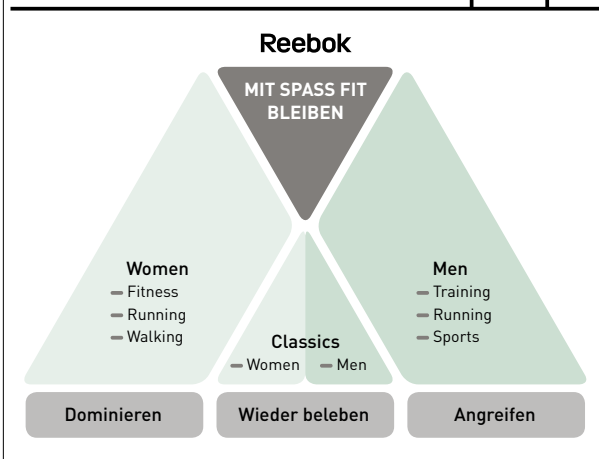 Reebok
MIT SPASS FIT
BLEIBEN
Women
– Fitness
– Running
– Walking
Classics
– Women – Men
Men
– Training
– Running
– Sports
Dominieren
Wieder beleben
Angreifen